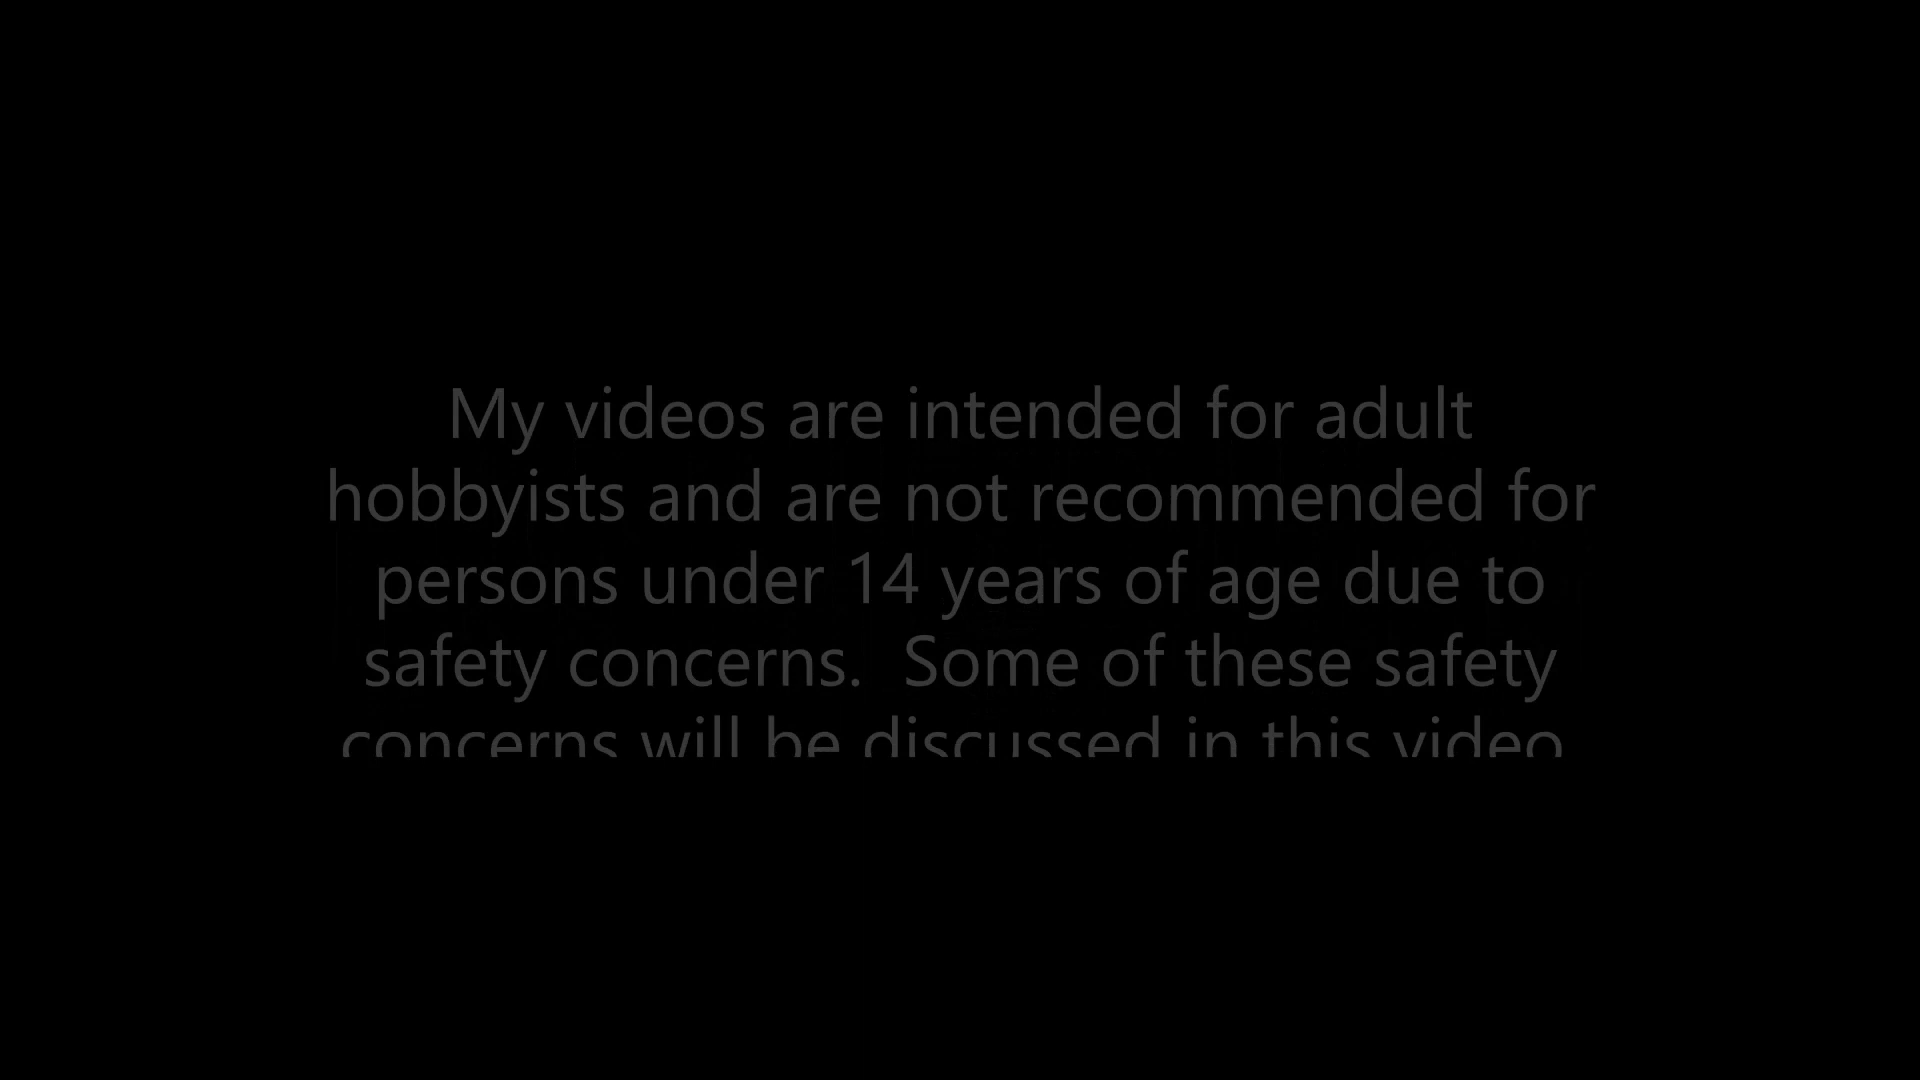 My videos are intended for adult
hobbyists and are not recommended for
persons under 14 years of age due to
safety concerns.  Some of these safety
concerns will be discussed in this video